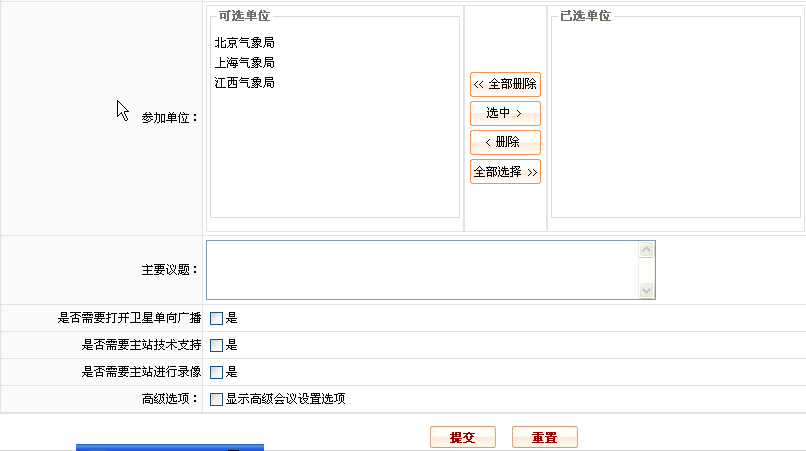 可选单位
已选单位
北京气象局
上海气象局
江西气象局
<< 全部删除
参加单位：
选中 >
< 删除
全部选择 >>
主要议题：
是否需要打开卫星单向广播 是
是否需要主站技术支持 是
是否需要主站进行录像 是
高级选项： 显示高级会议设置选项
提交 重置